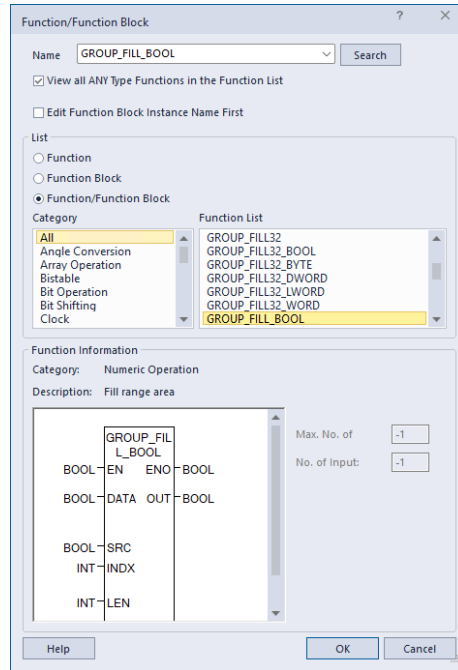 Function/Function Block ? ×
Name GROUP_FILL_BOOL Search
View all ANY Type Functions in the Function List
Edit Function Block Instance Name First
List
Function
Function Block
Function/Function Block
Category Function List
All GROUP_FILL32
Angle Conversion GROUP_FILL32_BOOL
Array Operation GROUP_FILL32_BYTE
Bistable GROUP_FILL32_DWORD
Bit Operation GROUP_FILL32_LWORD
Bit Shifting GROUP_FILL32_WORD
Clock GROUP_FILL_BOOL
Function Information
Category: Numeric Operation
Description: Fill range area
GROUP_FIL
L_BOOL
Max. No. of -1
BOOL EN ENO BOOL
No. of Input: -1
BOOL DATA OUT BOOL
BOOL SRC
INT INDX
INT LEN
Help OK Cancel